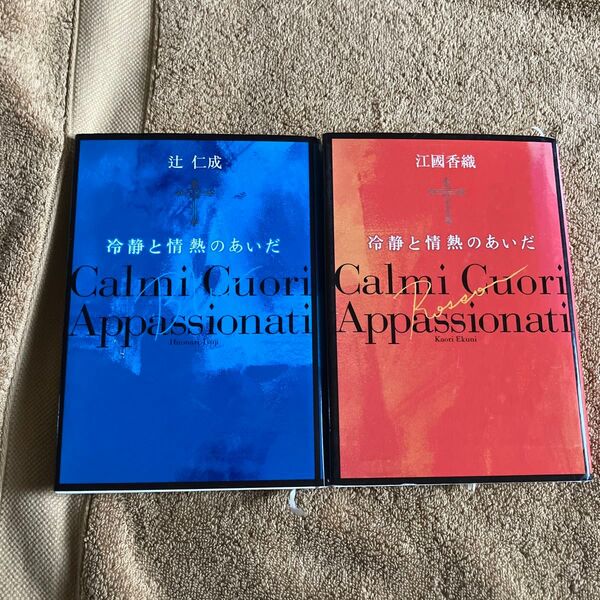 辻 仁成
冷静と情熱のあいだ
Calmi Cuori
Appassionati
Hitonari Tsuji
江國香織
冷静と情熱のあいだ
Calmi Cuori
Rosso
Appassionati
Kaori Ekuni